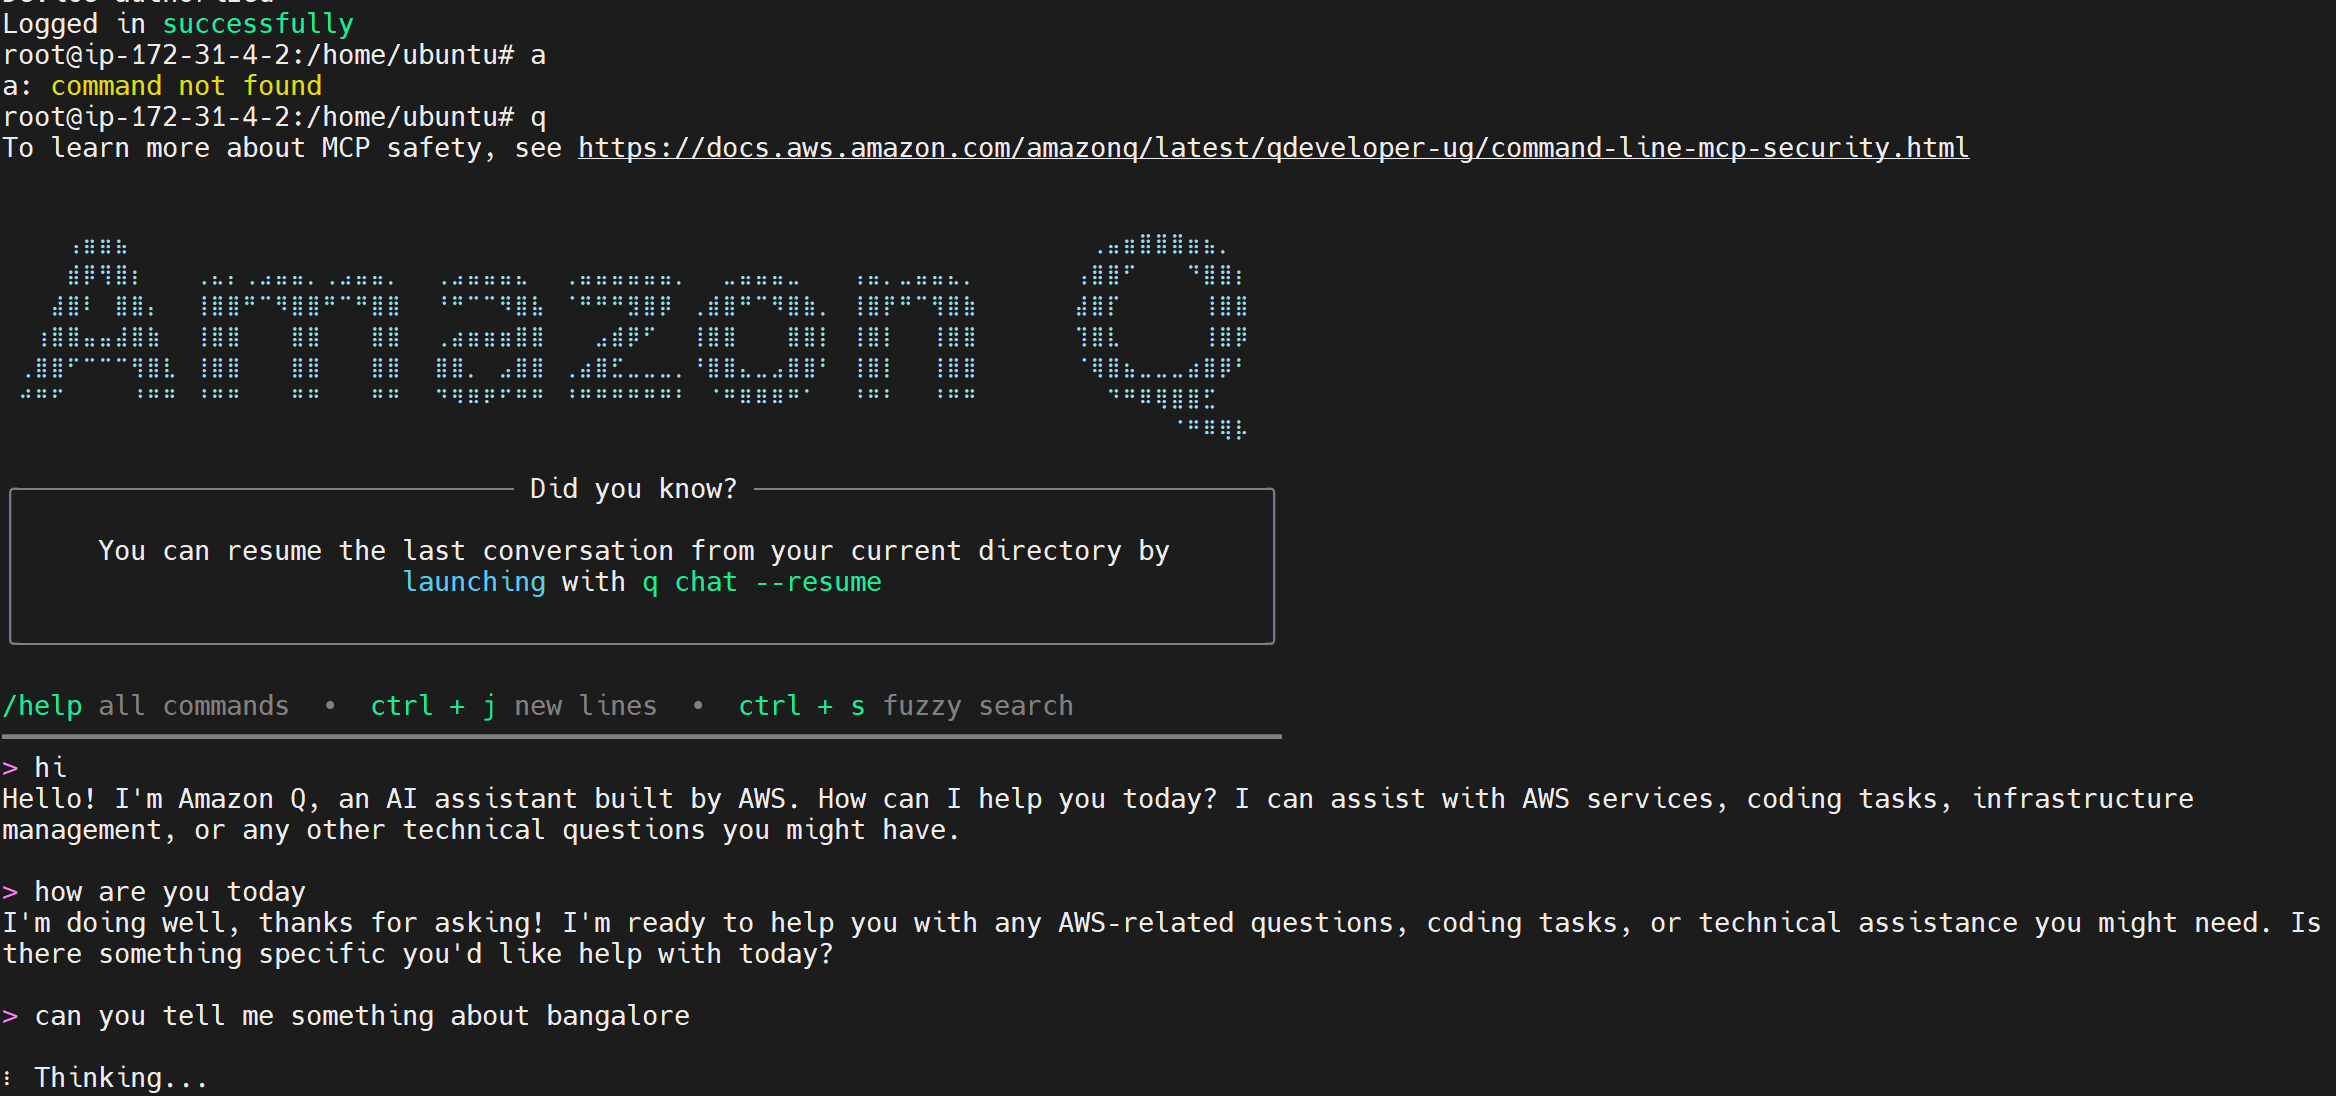 Logged in successfully
root@ip-172-31-4-2:/home/ubuntu# a
a: command not found
root@ip-172-31-4-2:/home/ubuntu# q
To learn more about MCP safety, see https://docs.aws.amazon.com/amazonq/latest/qdeveloper-ug/command-line-mcp-security.html
Amazon Q
Did you know?
You can resume the last conversation from your current directory by
launching with q chat --resume
/help all commands • ctrl + j new lines • ctrl + s fuzzy search
> hi
Hello! I'm Amazon Q, an AI assistant built by AWS. How can I help you today? I can assist with AWS services, coding tasks, infrastructure
management, or any other technical questions you might have.
> how are you today
I'm doing well, thanks for asking! I'm ready to help you with any AWS-related questions, coding tasks, or technical assistance you might need. Is
there something specific you'd like help with today?
> can you tell me something about bangalore
⠇ Thinking...